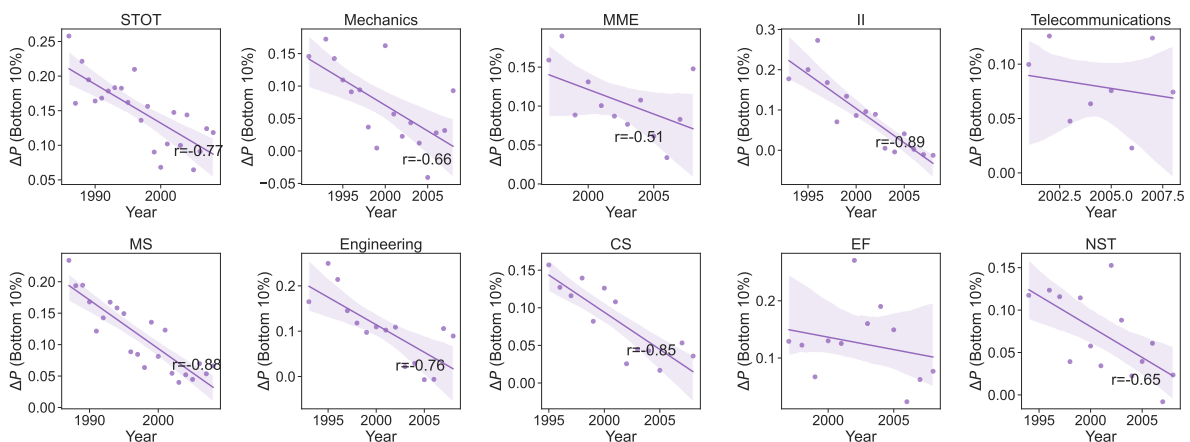 STOT
Mechanics
MME
II
Telecommunications
ΔP (Bottom 10%)
0.25
0.20
0.15
0.10
0.05
r=-0.77
1990
2000
Year
ΔP (Bottom 10%)
0.15
0.10
0.05
0.00
−0.05
r=-0.66
1995
2000
2005
Year
ΔP (Bottom 10%)
0.15
0.10
0.05
0.00
r=-0.51
2000
2005
Year
ΔP (Bottom 10%)
0.3
0.2
0.1
0.0
r=-0.89
1995
2000
2005
Year
ΔP (Bottom 10%)
0.10
0.05
0.00
2002.5
2005.0
2007.5
Year
MS
Engineering
CS
EF
NST
ΔP (Bottom 10%)
0.20
0.15
0.10
0.05
0.00
r=-0.88
1990
2000
Year
ΔP (Bottom 10%)
0.2
0.1
0.0
r=-0.76
1995
2000
2005
Year
ΔP (Bottom 10%)
0.15
0.10
0.05
0.00
r=-0.85
1995
2000
2005
Year
ΔP (Bottom 10%)
0.2
0.1
2000
2005
Year
ΔP (Bottom 10%)
0.15
0.10
0.05
0.00
r=-0.65
1995
2000
2005
Year